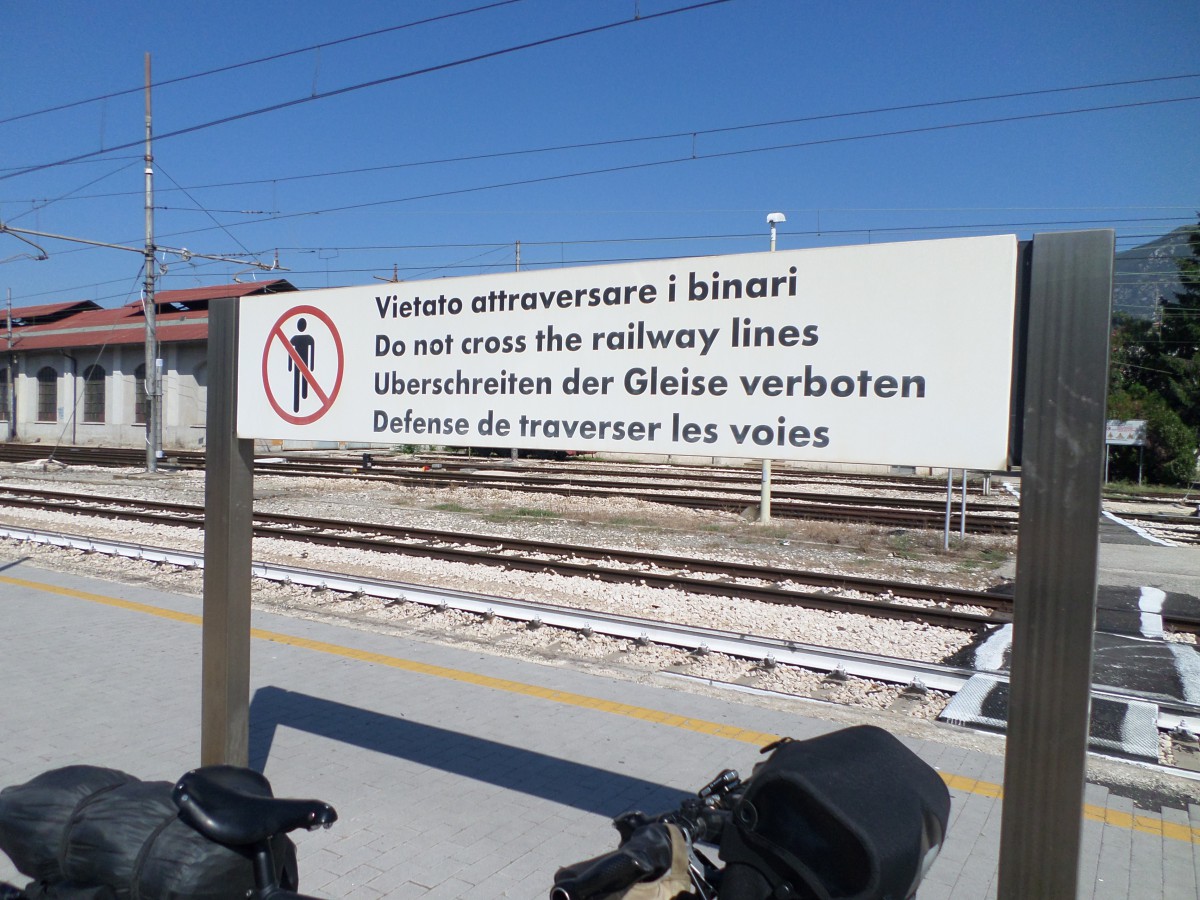 Vietato attraversare i binari
Do not cross the railway lines
Uberschreiten der Gleise verboten
Defense de traverser les voies